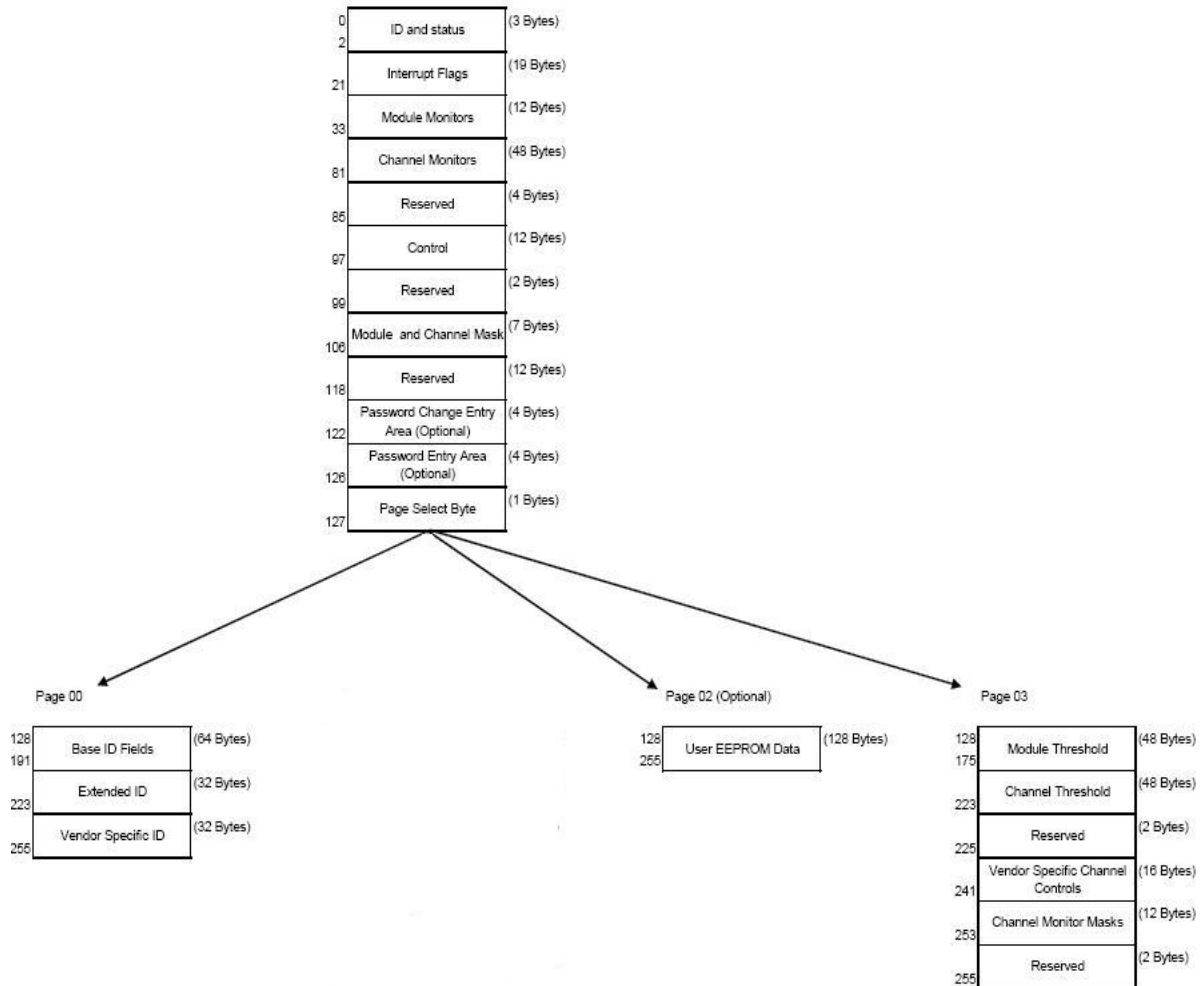 0
2
ID and status
(3 Bytes)
21
Interrupt Flags
(19 Bytes)
33
Module Monitors
(12 Bytes)
81
Channel Monitors
(48 Bytes)
85
Reserved
(4 Bytes)
97
Control
(12 Bytes)
99
Reserved
(2 Bytes)
106
Module and Channel Mask
(7 Bytes)
118
Reserved
(12 Bytes)
122
Password Change Entry
Area (Optional)
(4 Bytes)
126
Password Entry Area
(Optional)
(4 Bytes)
127
Page Select Byte
(1 Bytes)
Page 00
128
191
Base ID Fields
(64 Bytes)
223
Extended ID
(32 Bytes)
255
Vendor Specific ID
(32 Bytes)
Page 02 (Optional)
128
255
User EEPROM Data
(128 Bytes)
Page 03
128
175
Module Threshold
(48 Bytes)
223
Channel Threshold
(48 Bytes)
225
Reserved
(2 Bytes)
241
Vendor Specific Channel
Controls
(16 Bytes)
253
Channel Monitor Masks
(12 Bytes)
255
Reserved
(2 Bytes)